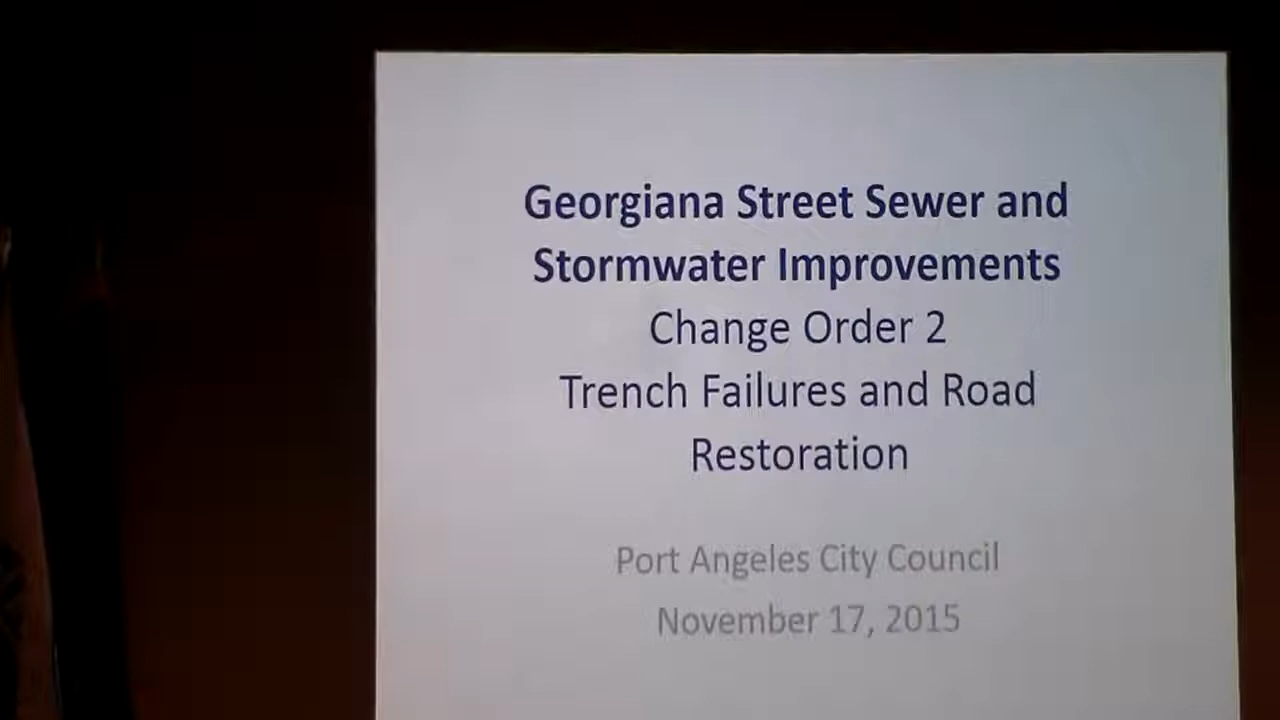 Georgiana Street Sewer and
Stormwater Improvements
Change Order 2
Trench Failures and Road
Restoration
Port Angeles City Council
November 17, 2015